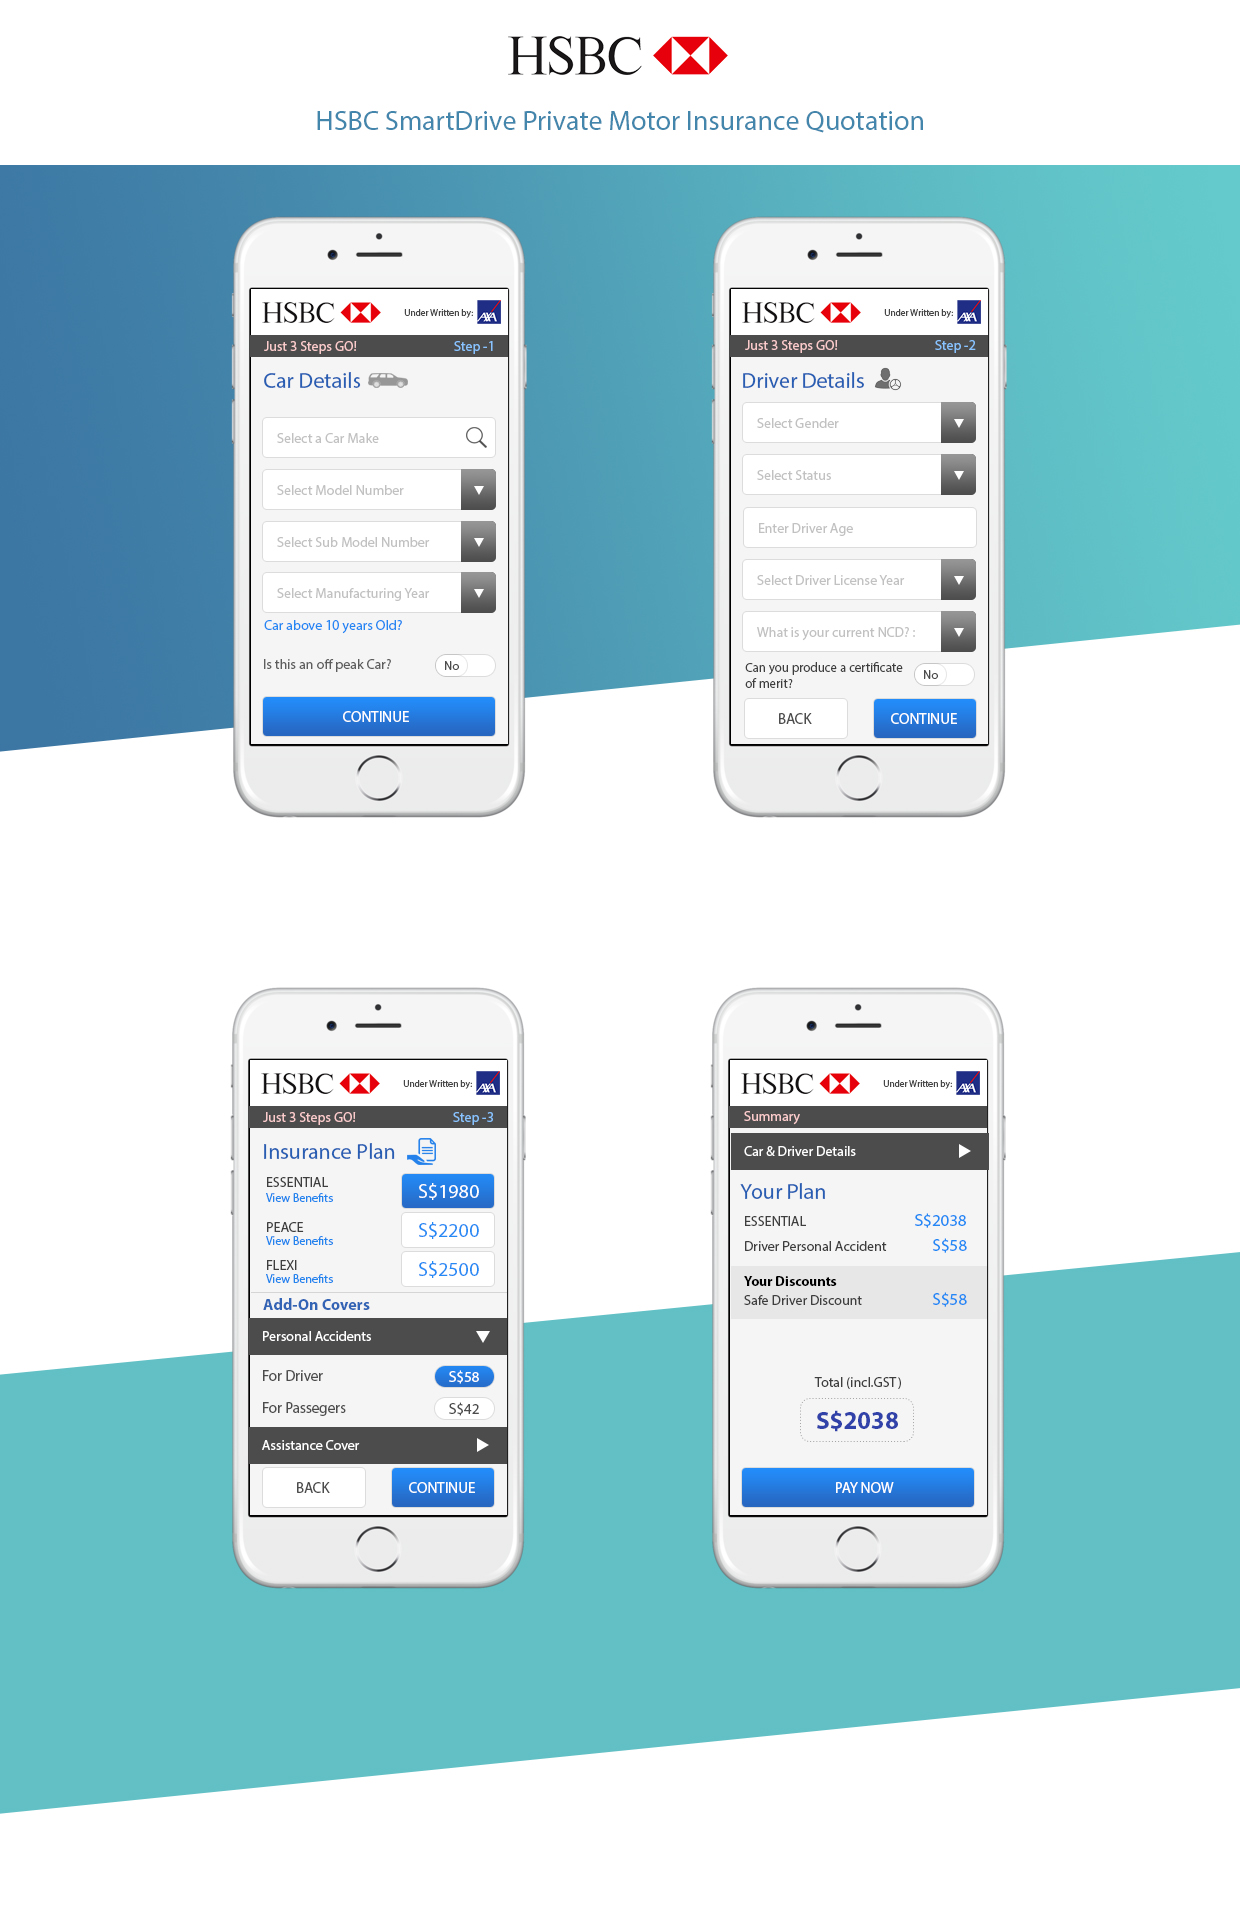 HSBC
HSBC SmartDrive Private Motor Insurance Quotation
HSBC Under Written by: AXA
Just 3 Steps GO! Step -1
Car Details
Select a Car Make
Select Model Number
Select Sub Model Number
Select Manufacturing Year
Car above 10 years Old?
Is this an off peak Car? No
CONTINUE
HSBC Under Written by: AXA
Just 3 Steps GO! Step -2
Driver Details
Select Gender
Select Status
Enter Driver Age
Select Driver License Year
What is your current NCD? :
Can you produce a certificate
of merit? No
BACK CONTINUE
HSBC Under Written by: AXA
Just 3 Steps GO! Step -3
Insurance Plan
ESSENTIAL S$1980
View Benefits
PEACE S$2200
View Benefits
FLEXI S$2500
View Benefits
Add-On Covers
Personal Accidents
For Driver S$58
For Passegers S$42
Assistance Cover
BACK CONTINUE
HSBC Under Written by: AXA
Summary
Car & Driver Details
Your Plan
ESSENTIAL S$2038
Driver Personal Accident S$58
Your Discounts
Safe Driver Discount S$58
Total (incl.GST)
S$2038
PAY NOW